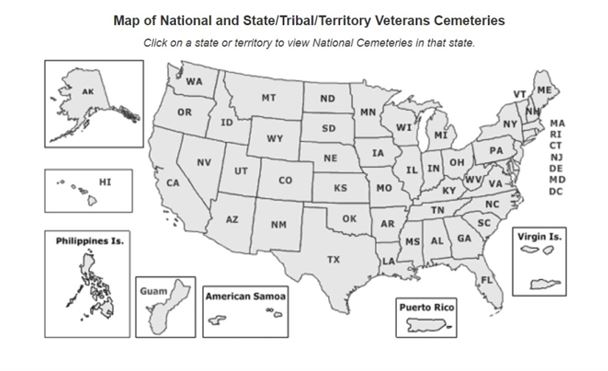 Map of National and State/Tribal/Territory Veterans Cemeteries
Click on a state or territory to view National Cemeteries in that state.
AK
WA
MT
ND
MN
VT
ME
OR
ID
SD
WI
MI
NY
NH
MA
RI
CT
NJ
DE
MD
DC
WY
NE
IA
PA
NV
UT
CO
KS
MO
IL
IN
OH
WV
VA
KY
HI
CA
AZ
NM
OK
AR
TN
NC
SC
TX
LA
MS
AL
GA
FL
Philippines Is.
Guam
American Samoa
Puerto Rico
Virgin Is.